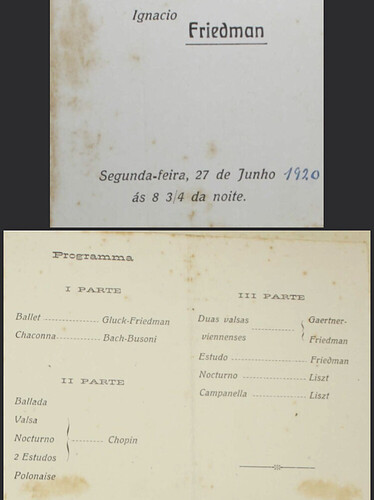 Ignacio
Friedman
Segunda-feira, 27 de Junho 1920
ás 8 3/4 da noite.
Programma
I PARTE
Ballet ---------- Gluck-Friedman
Chaconna ---------- Bach-Busoni
II PARTE
Ballada
Valsa
Nocturno ---------- Chopin
2 Estudos
Polonaise
III PARTE
Duas valsas ---------- Gaertner-
viennenses Friedman
Estudo ---------- Friedman
Nocturno ---------- Liszt
Campanella ---------- Liszt